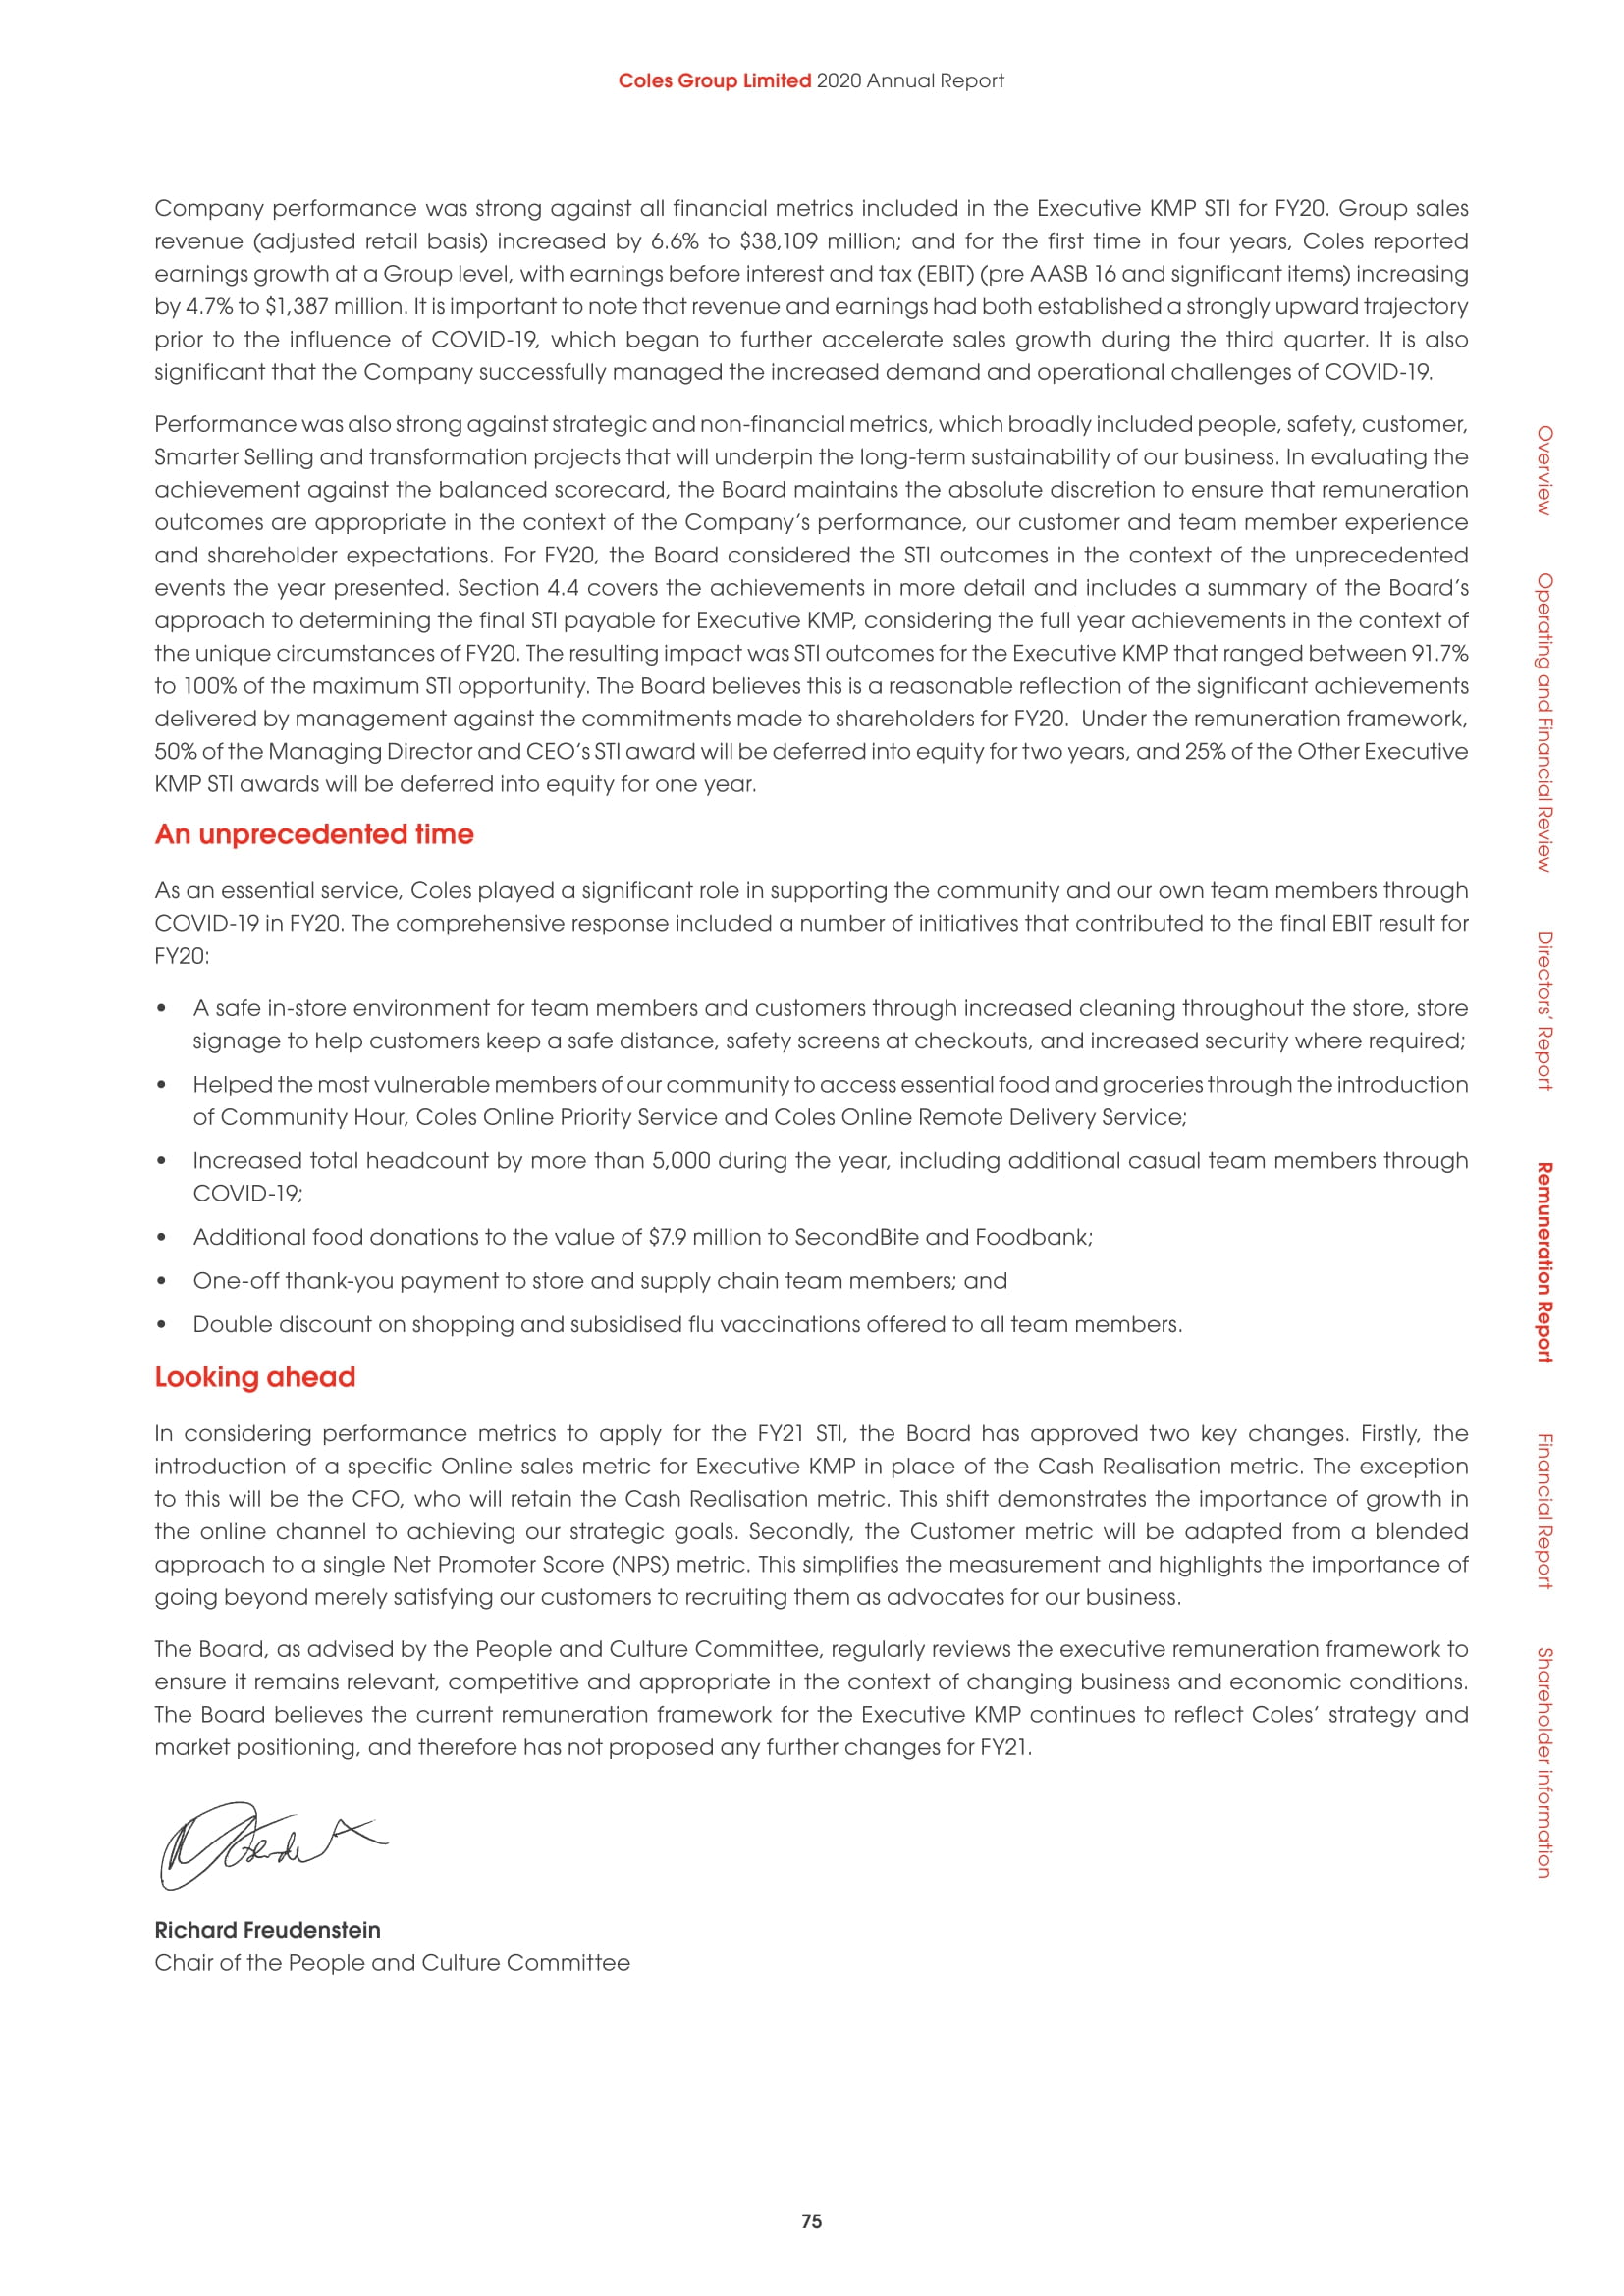 Coles Group Limited 2020 Annual Report
Company performance was strong against all financial metrics included in the Executive KMP STI for FY20. Group sales
revenue (adjusted retail basis) increased by 6.6% to $38,109 million; and for the first time in four years, Coles reported
earnings growth at a Group level, with earnings before interest and tax (EBIT) (pre AASB 16 and significant items) increasing
by 4.7% to $1,387 million. It is important to note that revenue and earnings had both established a strongly upward trajectory
prior to the influence of COVID-19, which began to further accelerate sales growth during the third quarter. It is also
significant that the Company successfully managed the increased demand and operational challenges of COVID-19.
Performance was also strong against strategic and non-financial metrics, which broadly included people, safety, customer,
Smarter Selling and transformation projects that will underpin the long-term sustainability of our business. In evaluating the
achievement against the balanced scorecard, the Board maintains the absolute discretion to ensure that remuneration
outcomes are appropriate in the context of the Company's performance, our customer and team member experience
and shareholder expectations. For FY20, the Board considered the STI outcomes in the context of the unprecedented
events the year presented. Section 4.4 covers the achievements in more detail and includes a summary of the Board's
approach to determining the final STI payable for Executive KMP, considering the full year achievements in the context of
the unique circumstances of FY20. The resulting impact was STI outcomes for the Executive KMP that ranged between 91.7%
to 100% of the maximum STI opportunity. The Board believes this is a reasonable reflection of the significant achievements
delivered by management against the commitments made to shareholders for FY20. Under the remuneration framework,
50% of the Managing Director and CEO's STI award will be deferred into equity for two years, and 25% of the Other Executive
KMP STI awards will be deferred into equity for one year.
An unprecedented time
As an essential service, Coles played a significant role in supporting the community and our own team members through
COVID-19 in FY20. The comprehensive response included a number of initiatives that contributed to the final EBIT result for
FY20:
• A safe in-store environment for team members and customers through increased cleaning throughout the store, store
signage to help customers keep a safe distance, safety screens at checkouts, and increased security where required;
• Helped the most vulnerable members of our community to access essential food and groceries through the introduction
of Community Hour, Coles Online Priority Service and Coles Online Remote Delivery Service;
• Increased total headcount by more than 5,000 during the year, including additional casual team members through
COVID-19;
• Additional food donations to the value of $7.9 million to SecondBite and Foodbank;
• One-off thank-you payment to store and supply chain team members; and
• Double discount on shopping and subsidised flu vaccinations offered to all team members.
Looking ahead
In considering performance metrics to apply for the FY21 STI, the Board has approved two key changes. Firstly, the
introduction of a specific Online sales metric for Executive KMP in place of the Cash Realisation metric. The exception
to this will be the CFO, who will retain the Cash Realisation metric. This shift demonstrates the importance of growth in
the online channel to achieving our strategic goals. Secondly, the Customer metric will be adapted from a blended
approach to a single Net Promoter Score (NPS) metric. This simplifies the measurement and highlights the importance of
going beyond merely satisfying our customers to recruiting them as advocates for our business.
The Board, as advised by the People and Culture Committee, regularly reviews the executive remuneration framework to
ensure it remains relevant, competitive and appropriate in the context of changing business and economic conditions.
The Board believes the current remuneration framework for the Executive KMP continues to reflect Coles' strategy and
market positioning, and therefore has not proposed any further changes for FY21.
Richard Freudenstein
Chair of the People and Culture Committee
75
Overview
Operating and Financial Review
Directors' Report
Remuneration Report
Financial Report
Shareholder information